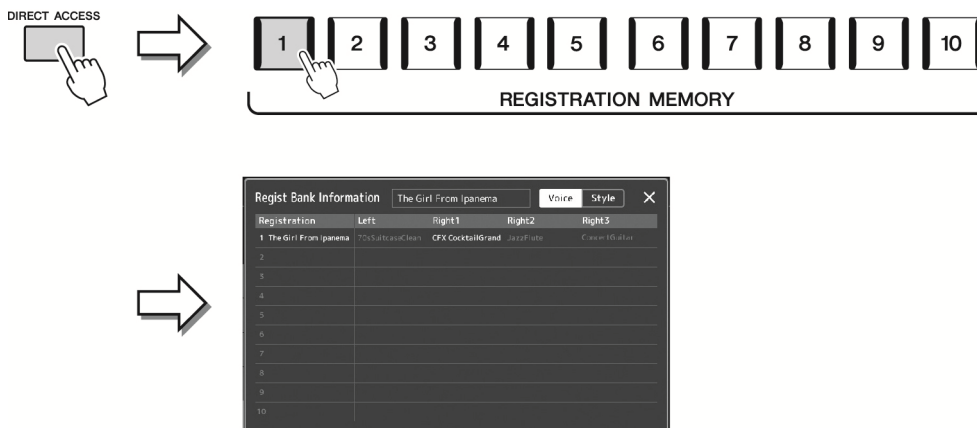 DIRECT ACCESS
1 2 3 4 5 6 7 8 9 10
REGISTRATION MEMORY
Regist Bank Information The Girl From Ipanema Voice Style X
Registration Left Right1 Right2 Right3
1 The Girl From Ipanema 70sSuitcaseClean CFX CocktailGrand JazzFlute ConcertGuitar
2
3
4
5
6
7
8
9
10